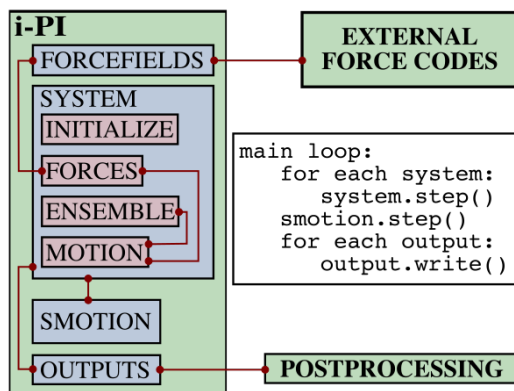 i-PI
FORCEFIELDS
SYSTEM
INITIALIZE
FORCES
ENSEMBLE
MOTION
SMOTION
OUTPUTS
EXTERNAL
FORCE CODES
main loop:
for each system:
system.step()
smotion.step()
for each output:
output.write()
POSTPROCESSING